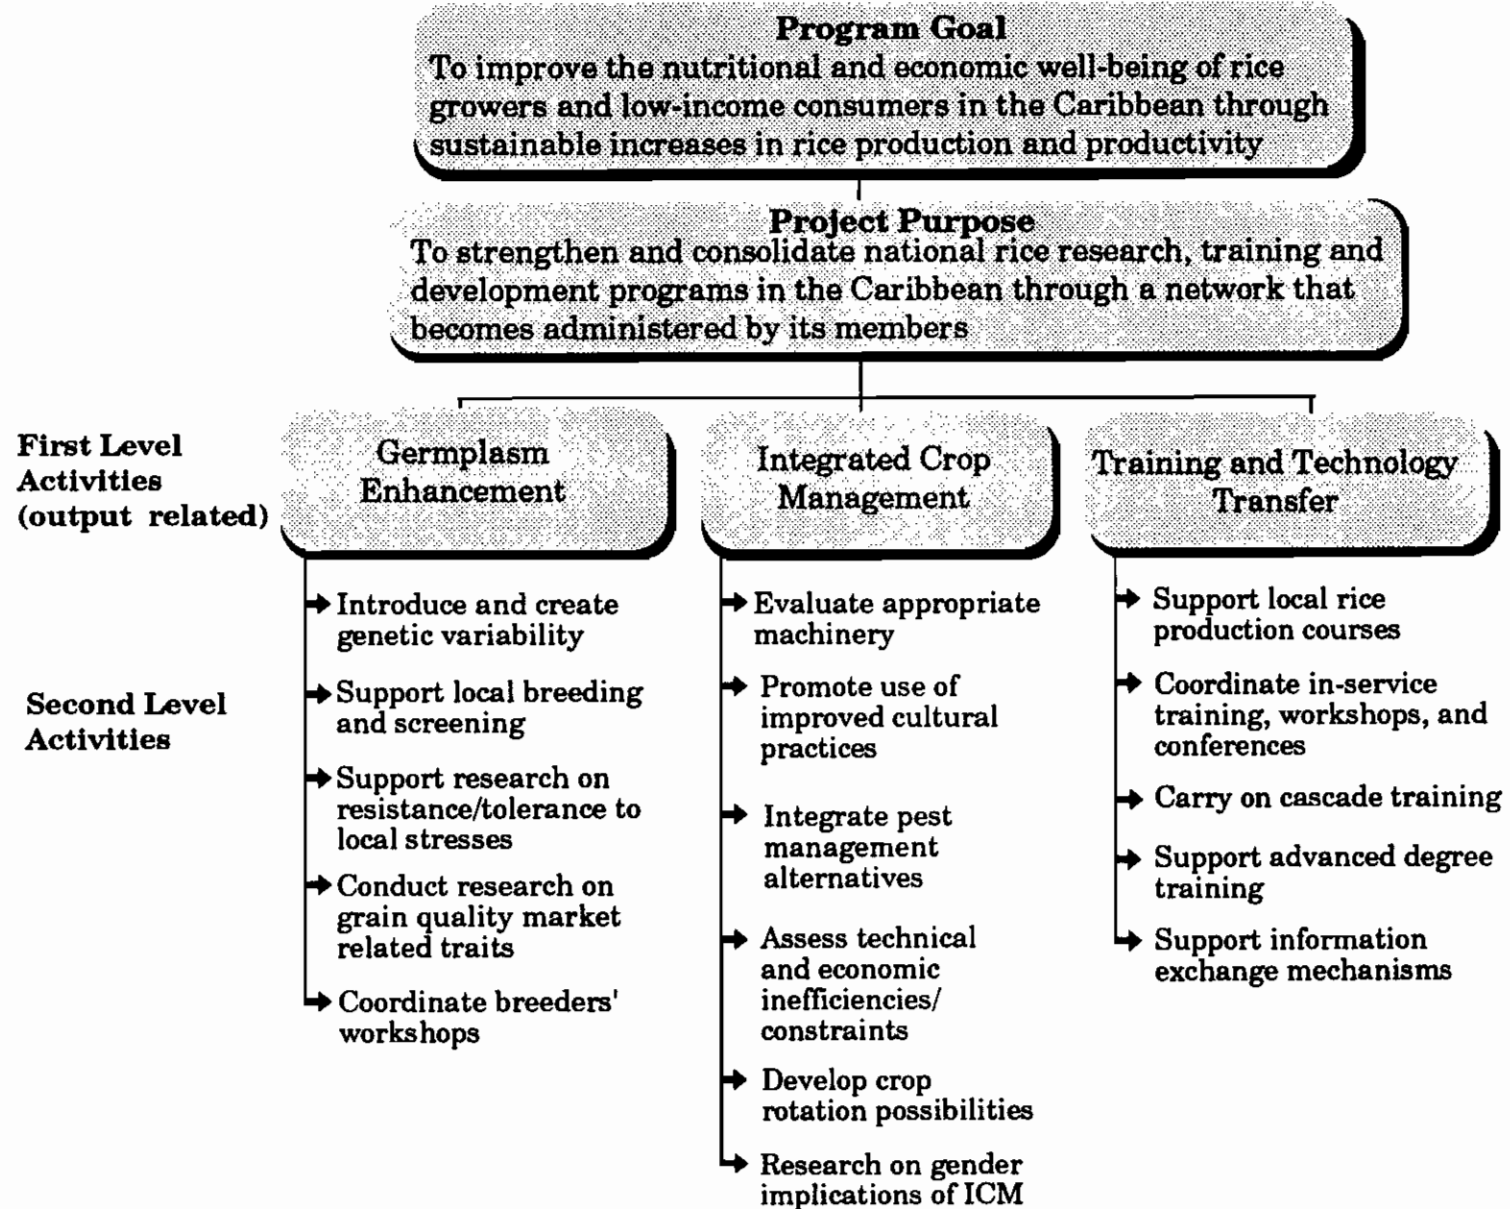 Program Goal
To improve the nutritional and economic well-being of rice
growers and low-income consumers in the Caribbean through
sustainable increases in rice production and productivity
Project Purpose
To strengthen and consolidate national rice research, training and
development programs in the Caribbean through a network that
becomes administered by its members
First Level
Activities
(output related)
Germplasm
Enhancement
Integrated Crop
Management
Training and Technology
Transfer
Second Level
Activities
Introduce and create
genetic variability
Support local breeding
and screening
Support research on
resistance/tolerance to
local stresses
Conduct research on
grain quality market
related traits
Coordinate breeders'
workshops
Evaluate appropriate
machinery
Promote use of
improved cultural
practices
Integrate pest
management
alternatives
Assess technical
and economic
inefficiencies/
constraints
Develop crop
rotation possibilities
Research on gender
implications of ICM
Support local rice
production courses
Coordinate in-service
training, workshops, and
conferences
Carry on cascade training
Support advanced degree
training
Support information
exchange mechanisms